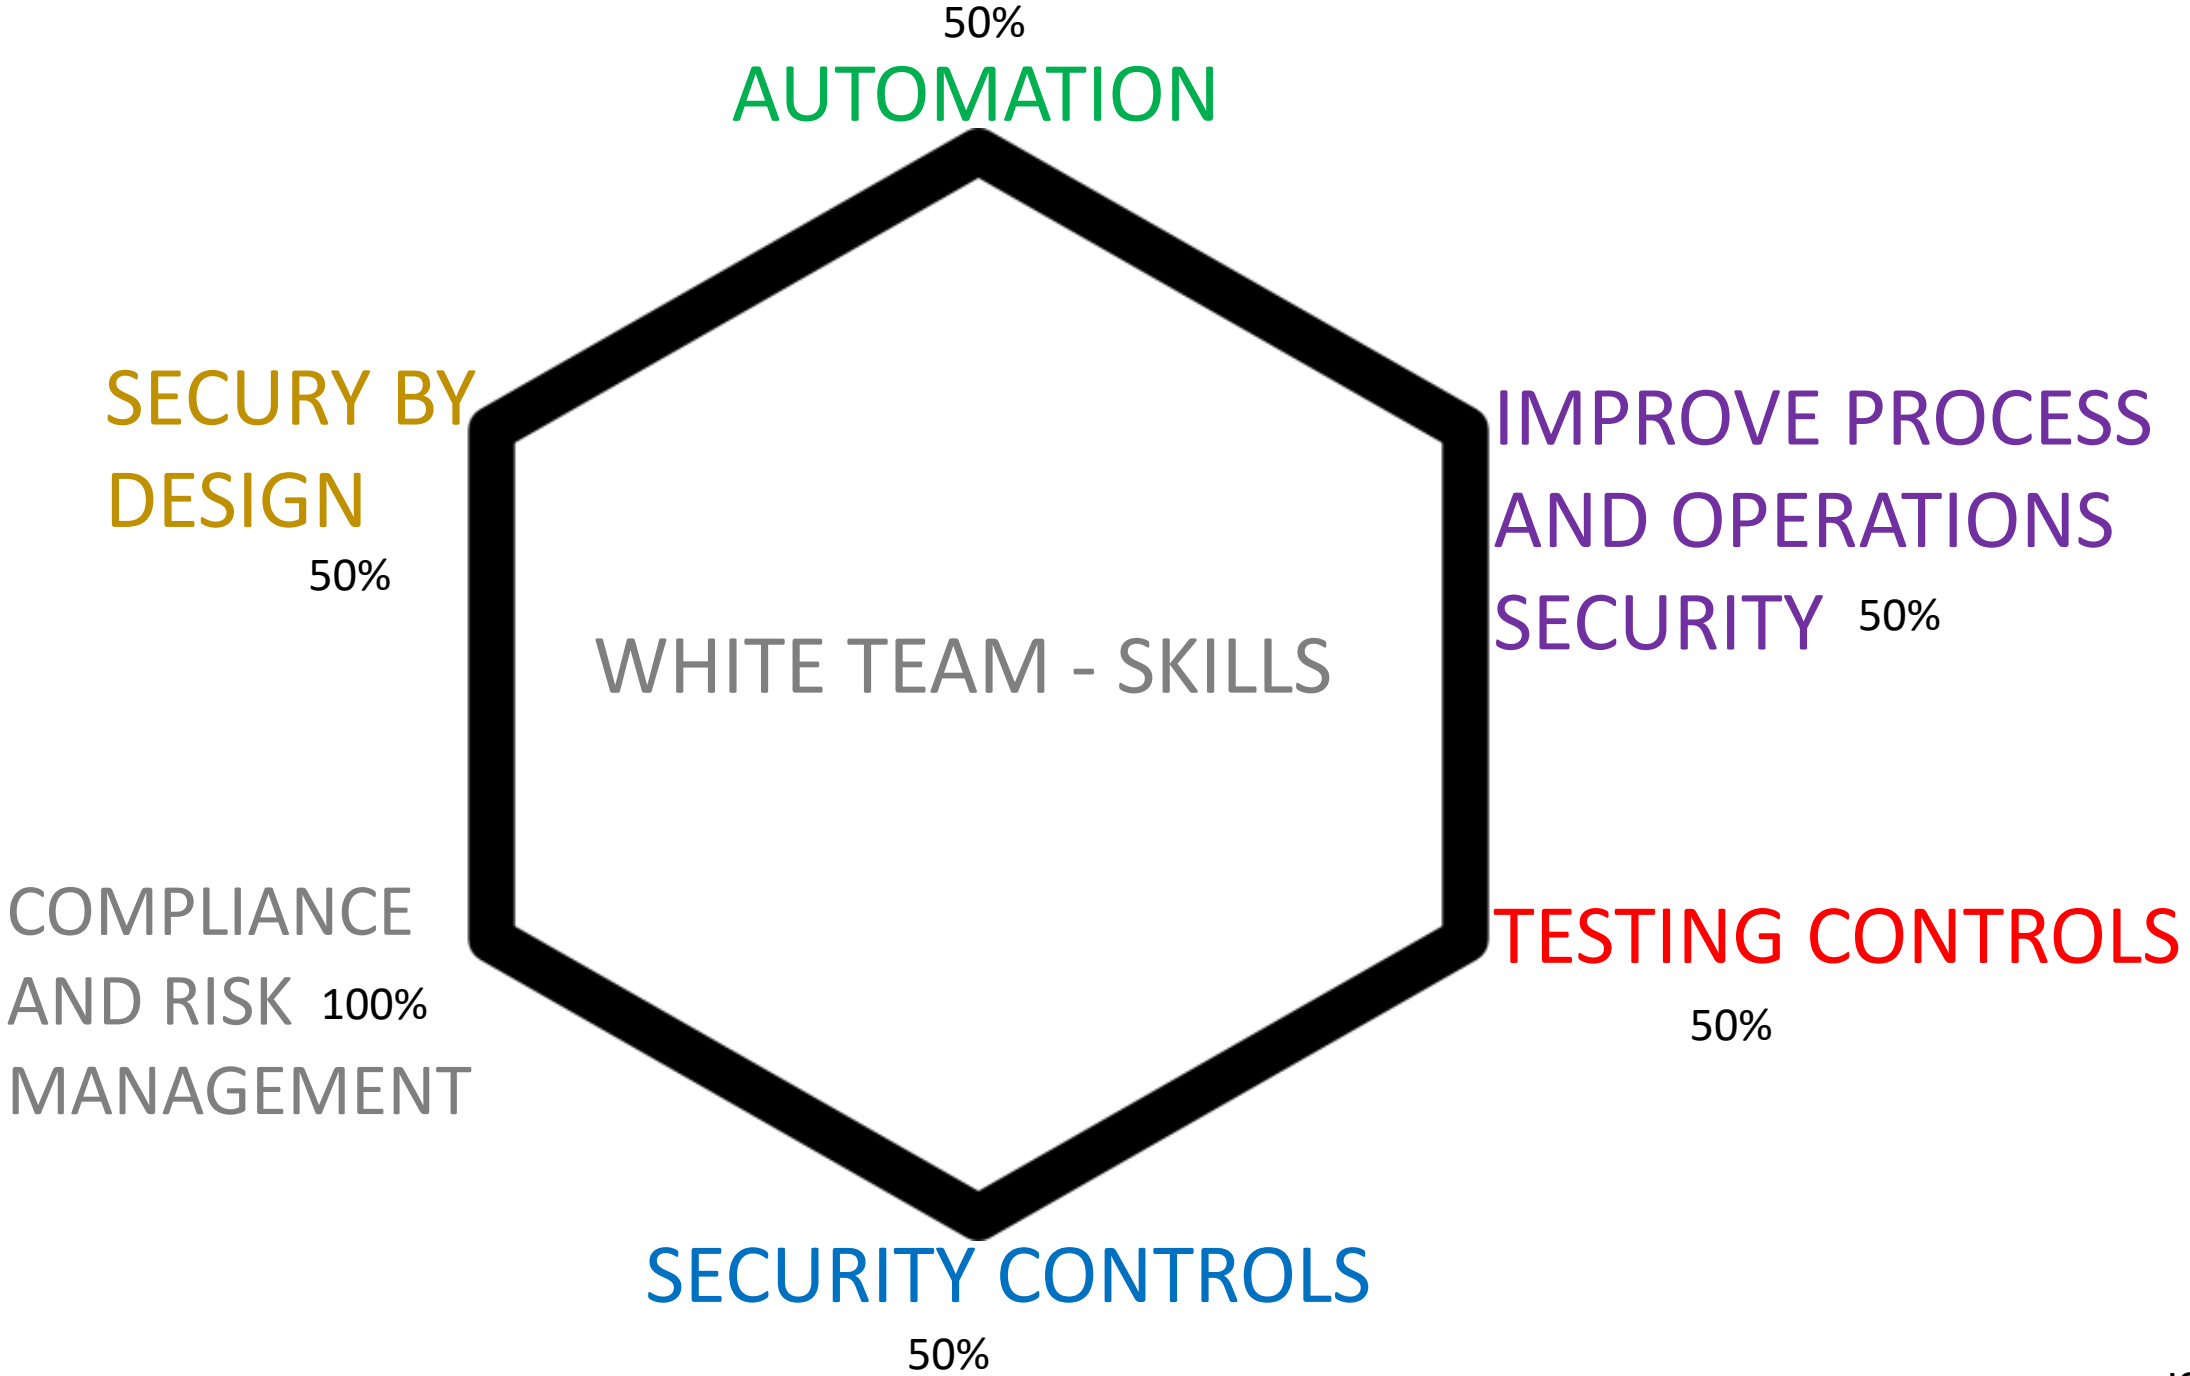 50%
AUTOMATION
SECURY BY
DESIGN
50%
IMPROVE PROCESS
AND OPERATIONS
SECURITY 50%
WHITE TEAM - SKILLS
COMPLIANCE
AND RISK 100%
MANAGEMENT
TESTING CONTROLS
50%
SECURITY CONTROLS
50%